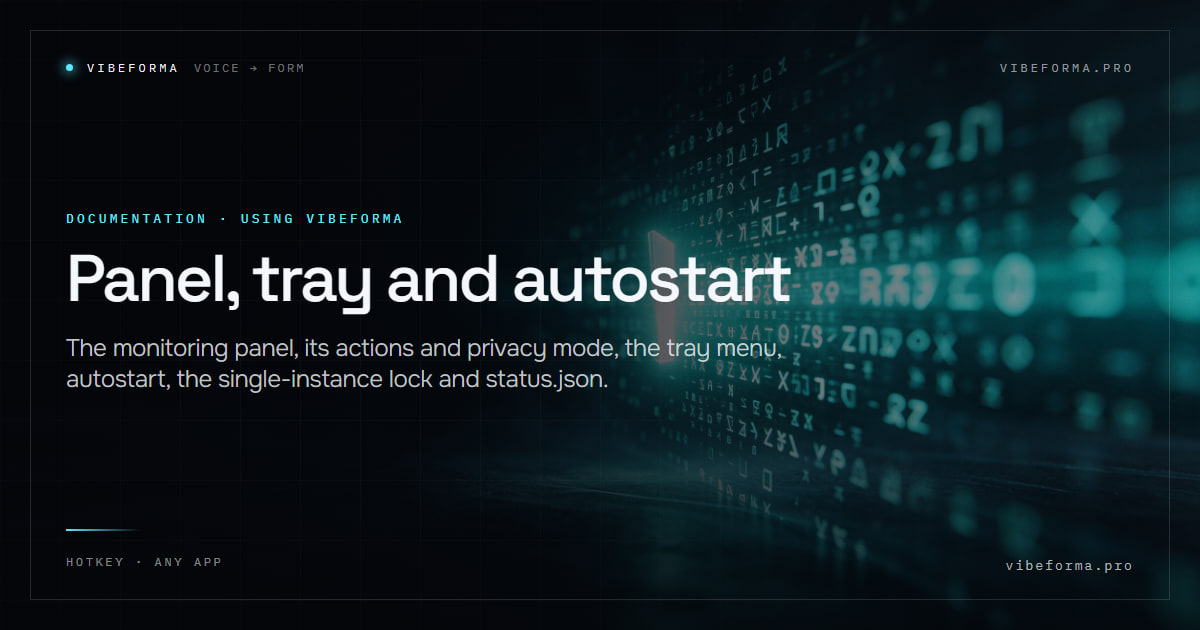 VIBEFORMA VOICE → FORM
VIBEFORMA.PRO
DOCUMENTATION · USING VIBEFORMA
Panel, tray and autostart
The monitoring panel, its actions and privacy mode, the tray menu,
autostart, the single-instance lock and status.json.
HOTKEY · ANY APP
vibeforma.pro